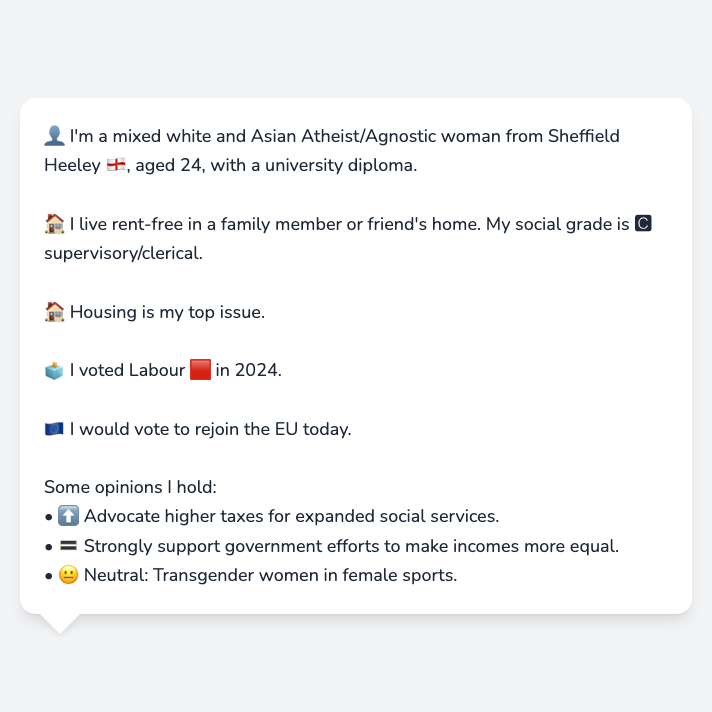 👤 I'm a mixed white and Asian Atheist/Agnostic woman from Sheffield
Heeley 🏴󠁧󠁢󠁥󠁮󠁧󠁿, aged 24, with a university diploma.
🏠 I live rent-free in a family member or friend's home. My social grade is 🅲
supervisory/clerical.
🏠 Housing is my top issue.
🗳️ I voted Labour 🟥 in 2024.
🇪🇺 I would vote to rejoin the EU today.
Some opinions I hold:
• ⬆️ Advocate higher taxes for expanded social services.
• 🟰 Strongly support government efforts to make incomes more equal.
• 😐 Neutral: Transgender women in female sports.